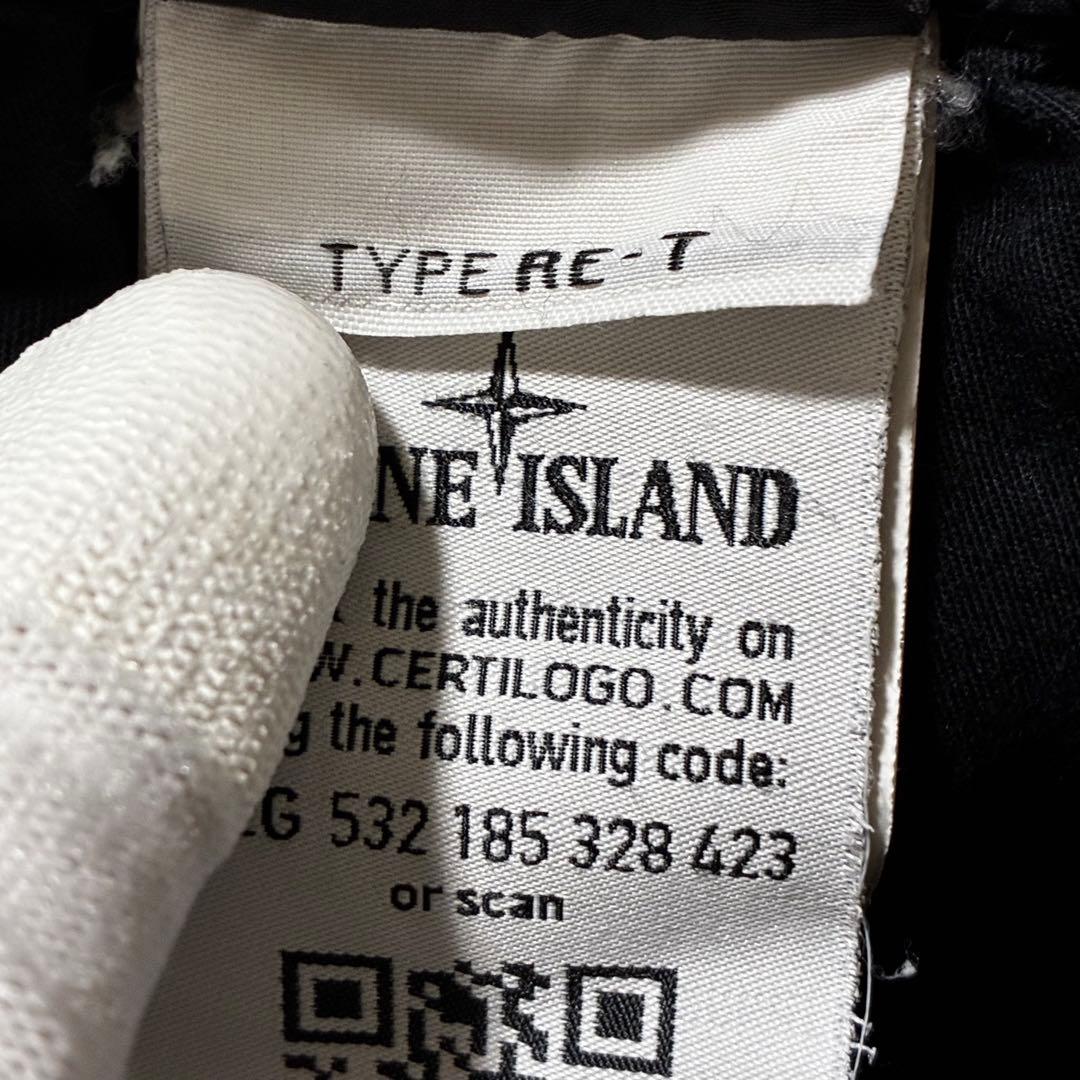 TYPE RE-T
NE ISLAND
the authenticity on
W.CERTILOGO.COM
g the following code:
G 532 185 328 423
or scan